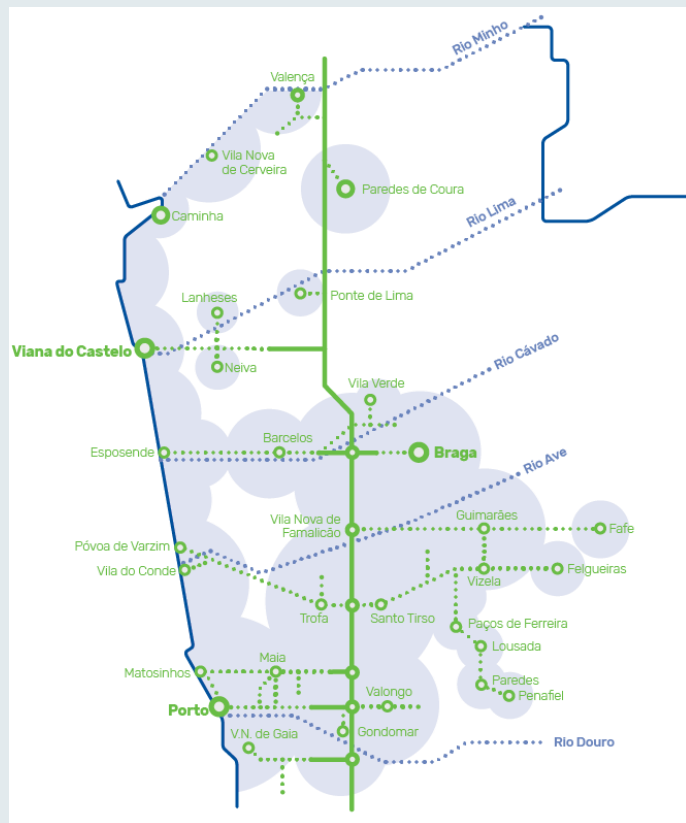 Rio Minho
Valença
Vila Nova
de Cerveira
Paredes de Coura
Rio Lima
Caminha
Lanheses
Ponte de Lima
Viana do Castelo
Neiva
Rio Cávado
Vila Verde
Esposende
Barcelos
Braga
Rio Ave
Vila Nova de
Famalicão
Guimarães
Fafe
Póvoa de Varzim
Vila do Conde
Vizela
Felgueiras
Trofa
Santo Tirso
Paços de Ferreira
Lousada
Matosinhos
Maia
Paredes
Penafiel
Valongo
Porto
V.N. de Gaia
Gondomar
Rio Douro